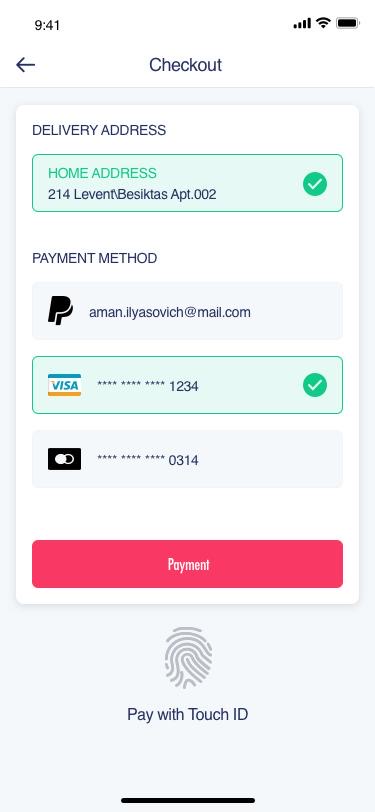 9:41
Checkout
DELIVERY ADDRESS
HOME ADDRESS
214 Levent\Besiktas Apt.002
PAYMENT METHOD
aman.ilyasovich@mail.com
VISA
**** **** **** 1234
**** **** **** 0314
Payment
Pay with Touch ID